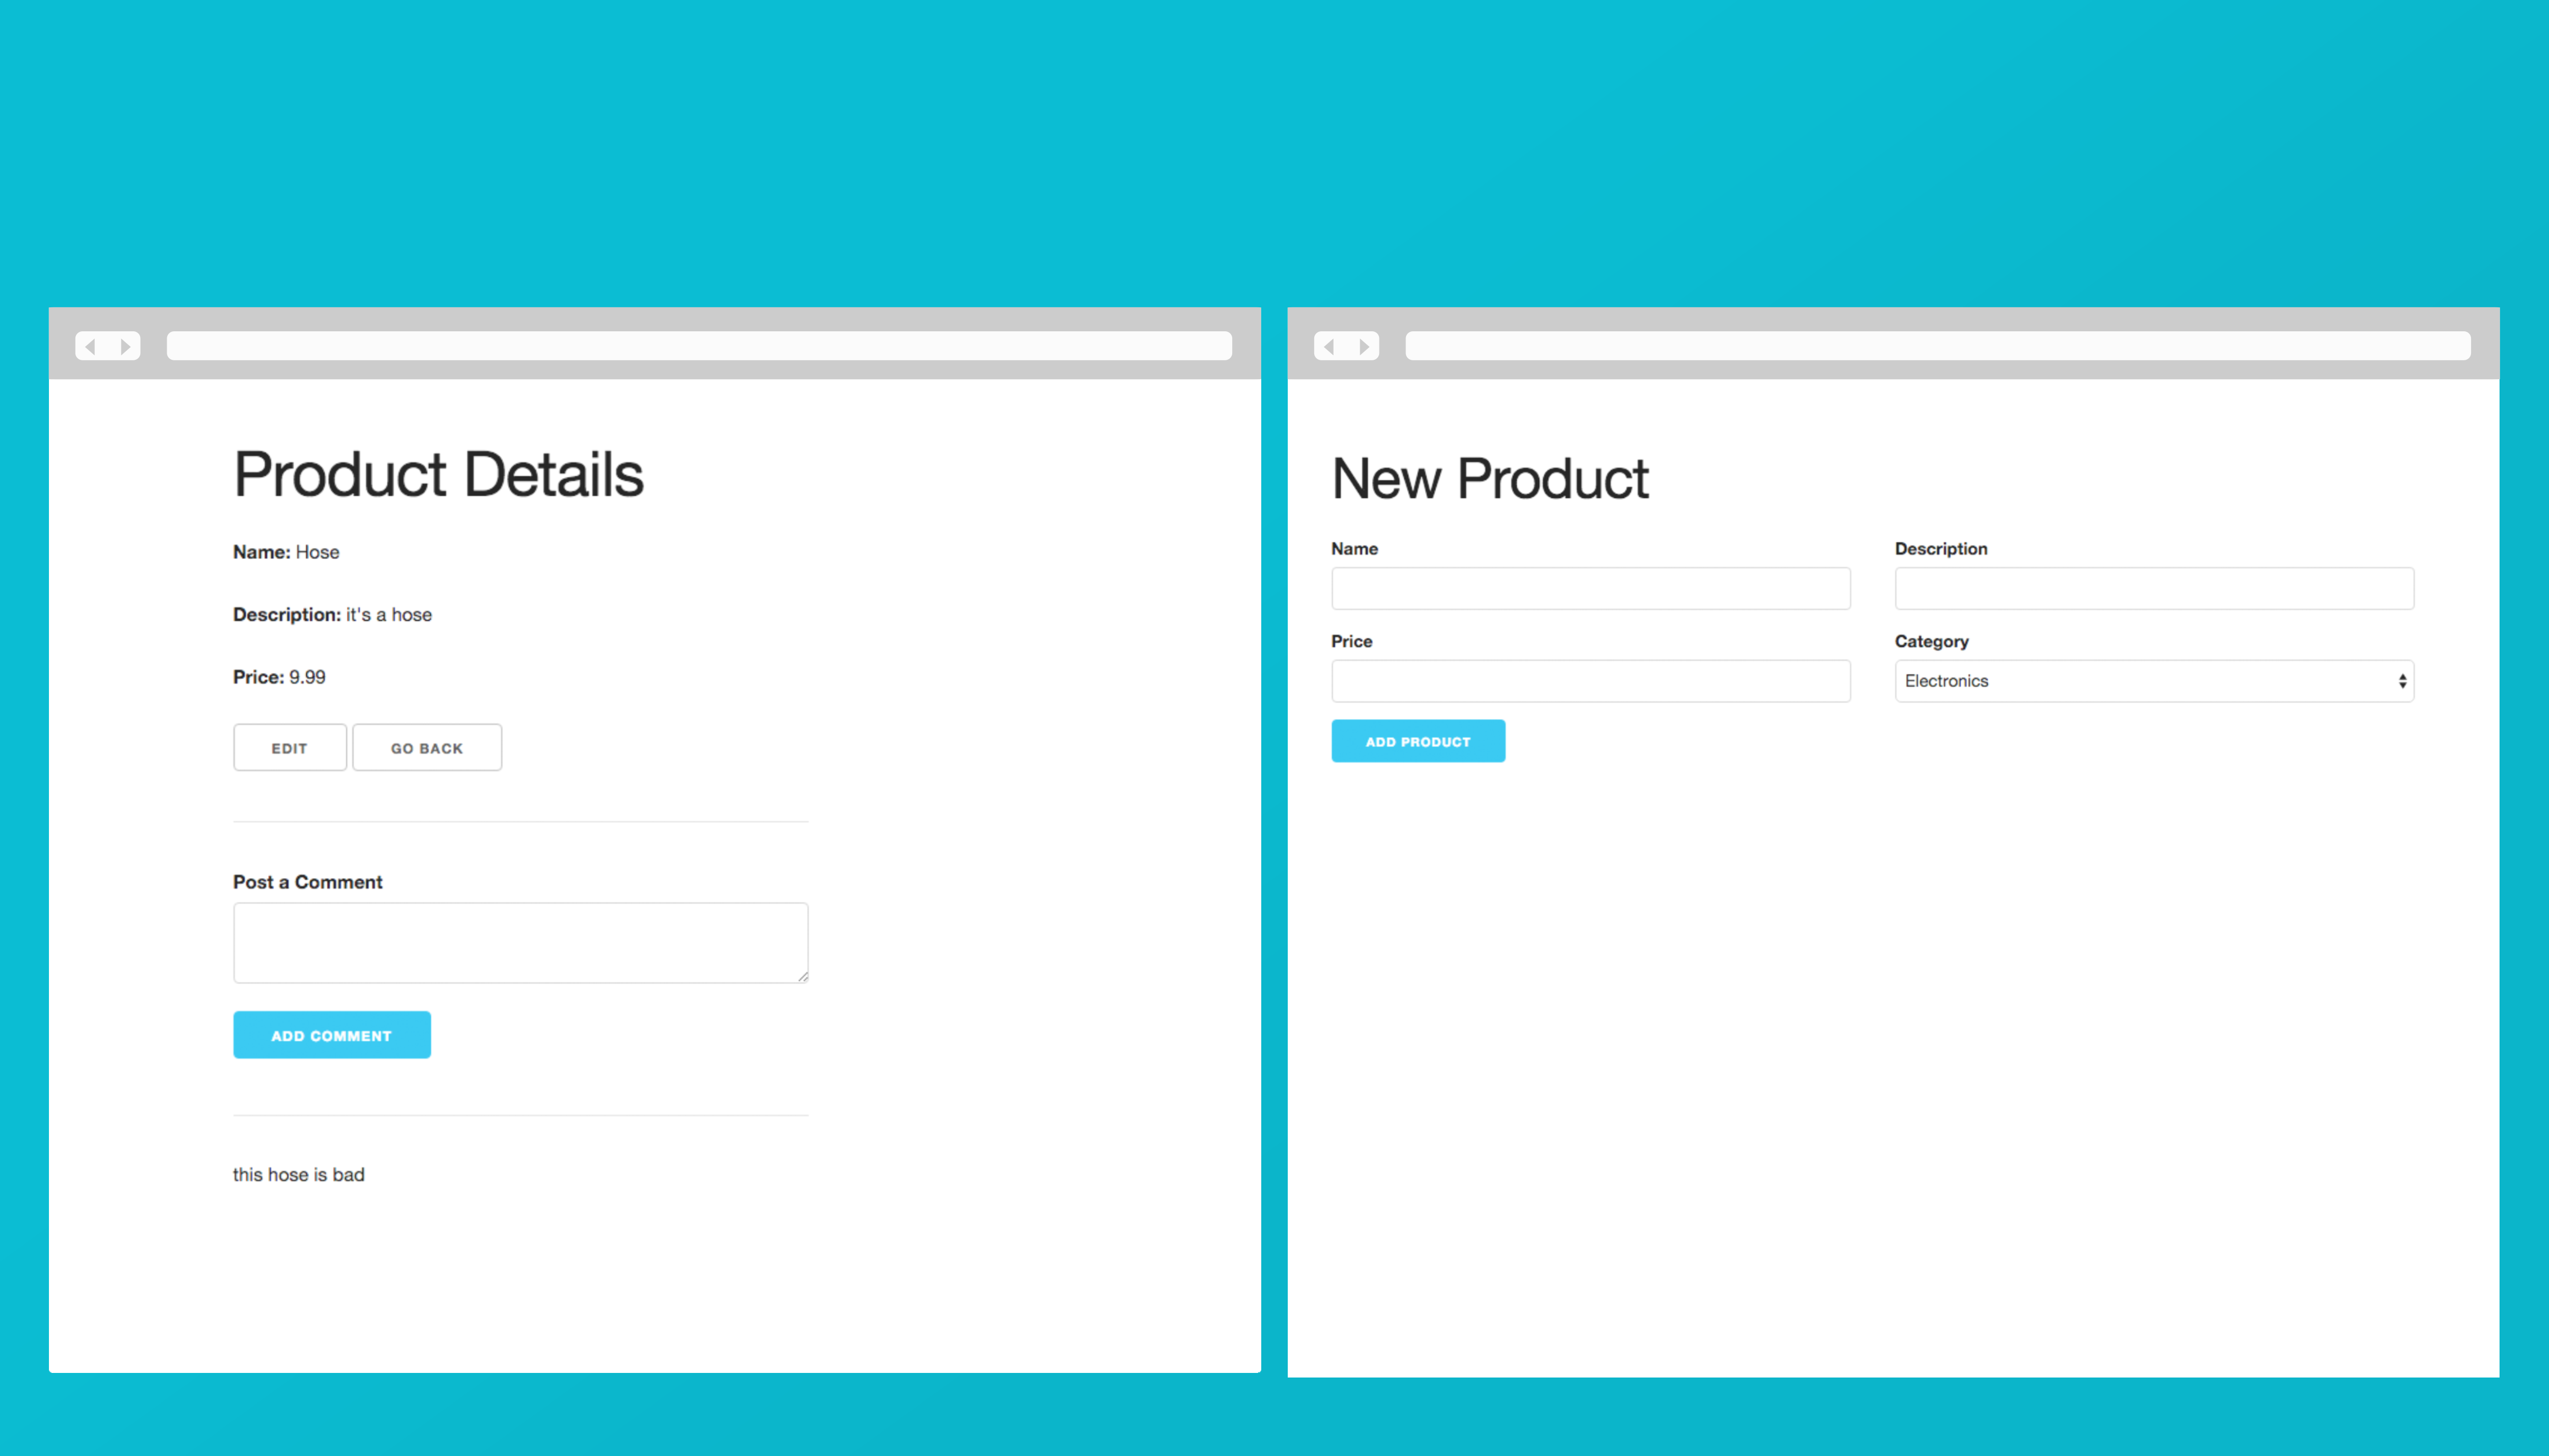 Product Details
Name: Hose
Description: it's a hose
Price: 9.99
EDIT
GO BACK
Post a Comment
ADD COMMENT
this hose is bad
New Product
Name
Description
Price
Category
Electronics
ADD PRODUCT